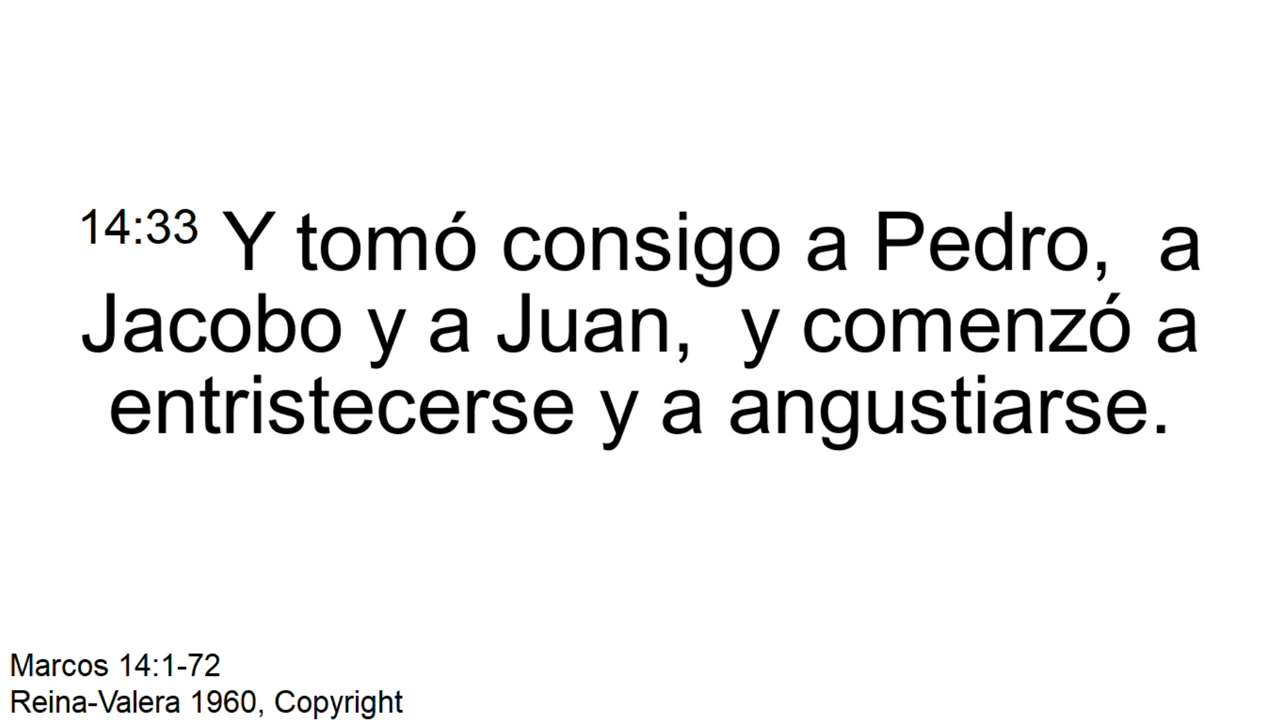 14:33 Y tomó consigo a Pedro,  a
Jacobo y a Juan,  y comenzó a
entristecerse y a angustiarse.
Marcos 14:1-72
Reina-Valera 1960, Copyright